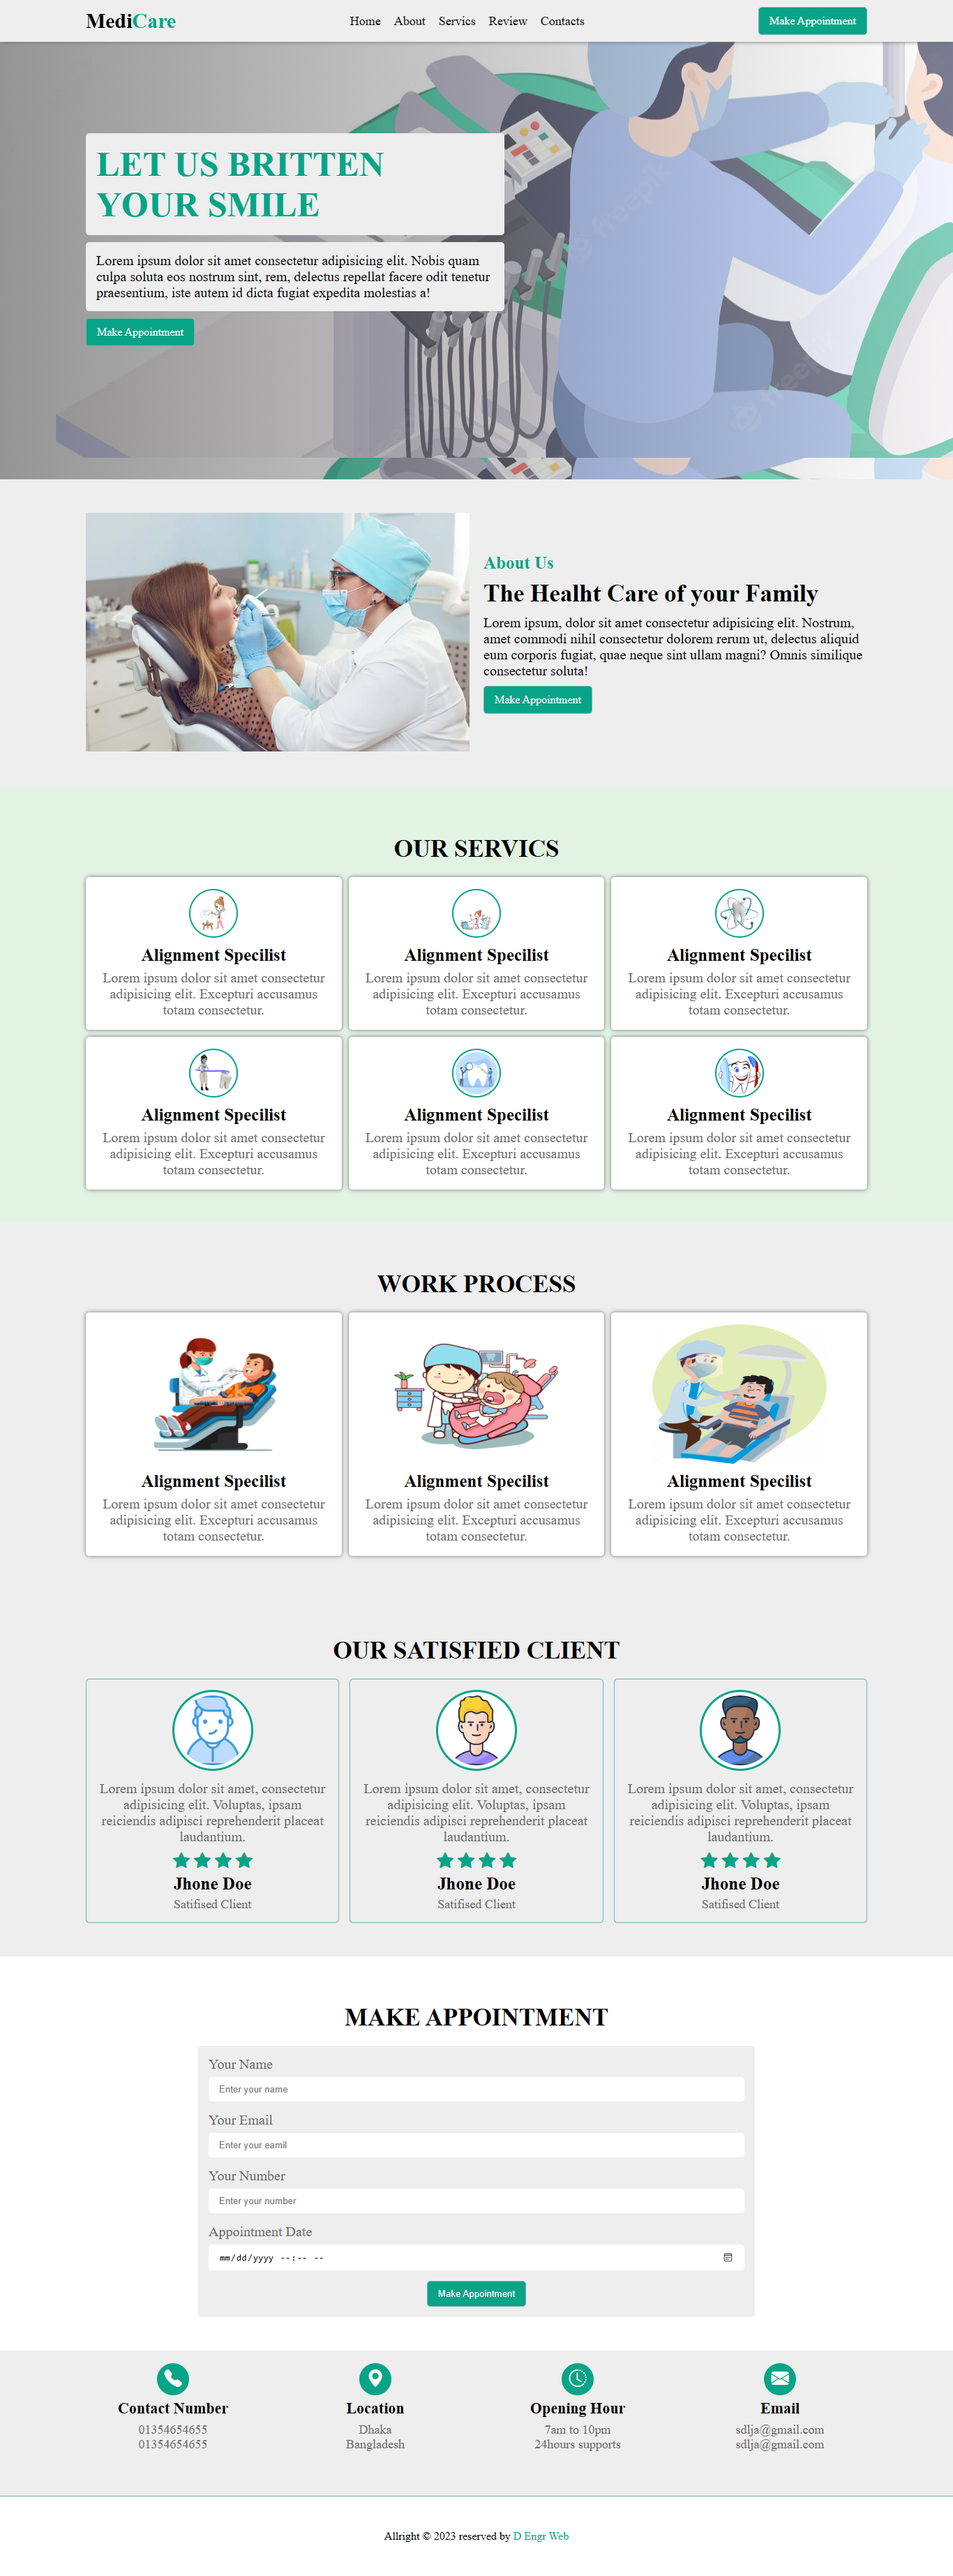 MediCare
Home About Servics Review Contacts
Make Appointment
LET US BRITTEN
YOUR SMILE
Lorem ipsum dolor sit amet consectetur adipisicing elit. Nobis quam
culpa soluta eos nostrum sint, rem, delectus repellat facere odit tenetur
praesentium, iste autem id dicta fugiat expedita molestias a!
Make Appointment
freepik
freepik
About Us
The Healht Care of your Family
Lorem ipsum, dolor sit amet consectetur adipisicing elit. Nostrum,
amet commodi nihil consectetur dolorem rerum ut, delectus aliquid
eum corporis fugiat, quae neque sint ullam magni? Omnis similique
consectetur soluta!
Make Appointment
OUR SERVICS
Alignment Specilist
Lorem ipsum dolor sit amet consectetur
adipisicing elit. Excepturi accusamus
totam consectetur.
Alignment Specilist
Lorem ipsum dolor sit amet consectetur
adipisicing elit. Excepturi accusamus
totam consectetur.
Alignment Specilist
Lorem ipsum dolor sit amet consectetur
adipisicing elit. Excepturi accusamus
totam consectetur.
Alignment Specilist
Lorem ipsum dolor sit amet consectetur
adipisicing elit. Excepturi accusamus
totam consectetur.
Alignment Specilist
Lorem ipsum dolor sit amet consectetur
adipisicing elit. Excepturi accusamus
totam consectetur.
Alignment Specilist
Lorem ipsum dolor sit amet consectetur
adipisicing elit. Excepturi accusamus
totam consectetur.
WORK PROCESS
Alignment Specilist
Lorem ipsum dolor sit amet consectetur
adipisicing elit. Excepturi accusamus
totam consectetur.
Alignment Specilist
Lorem ipsum dolor sit amet consectetur
adipisicing elit. Excepturi accusamus
totam consectetur.
Alignment Specilist
Lorem ipsum dolor sit amet consectetur
adipisicing elit. Excepturi accusamus
totam consectetur.
OUR SATISFIED CLIENT
Lorem ipsum dolor sit amet, consectetur
adipisicing elit. Voluptas, ipsam
reiciendis adipisci reprehenderit placeat
laudantium.
Jhone Doe
Satifised Client
Lorem ipsum dolor sit amet, consectetur
adipisicing elit. Voluptas, ipsam
reiciendis adipisci reprehenderit placeat
laudantium.
Jhone Doe
Satifised Client
Lorem ipsum dolor sit amet, consectetur
adipisicing elit. Voluptas, ipsam
reiciendis adipisci reprehenderit placeat
laudantium.
Jhone Doe
Satifised Client
MAKE APPOINTMENT
Your Name
Enter your name
Your Email
Enter your eamil
Your Number
Enter your number
Appointment Date
mm/dd/yyyy --:-- --
Make Appointment
Contact Number
01354654655
01354654655
Location
Dhaka
Bangladesh
Opening Hour
7am to 10pm
24hours supports
Email
sdlja@gmail.com
sdlja@gmail.com
Allright © 2023 reserved by D Engr Web